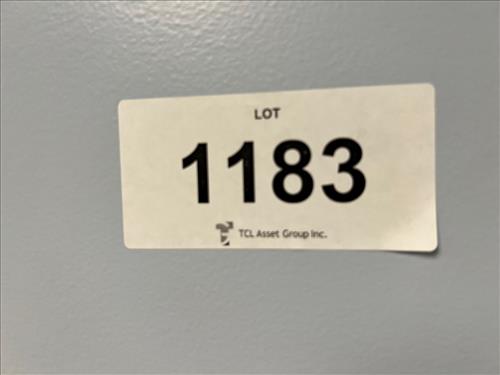 LOT
1183
TCL Asset Group Inc.